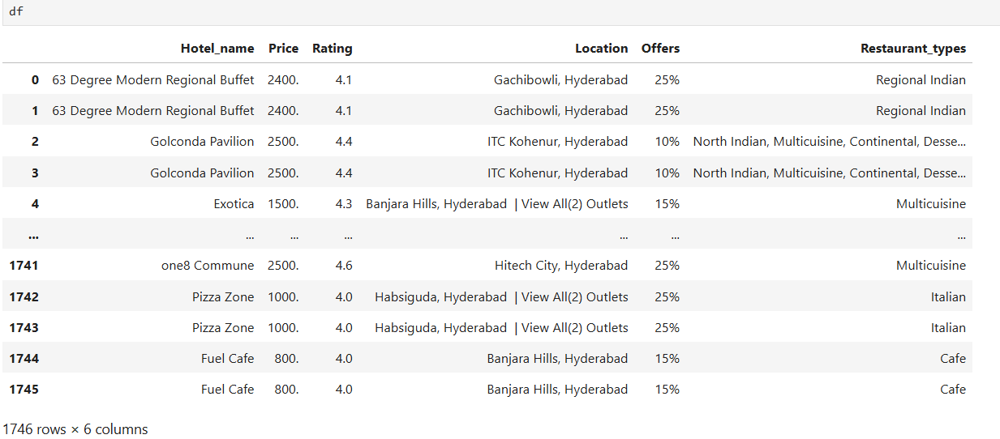 df
Hotel_name Price Rating Location Offers Restaurant_types
0 63 Degree Modern Regional Buffet 2400. 4.1 Gachibowli, Hyderabad 25% Regional Indian
1 63 Degree Modern Regional Buffet 2400. 4.1 Gachibowli, Hyderabad 25% Regional Indian
2 Golconda Pavilion 2500. 4.4 ITC Kohenur, Hyderabad 10% North Indian, Multicuisine, Continental, Desse...
3 Golconda Pavilion 2500. 4.4 ITC Kohenur, Hyderabad 10% North Indian, Multicuisine, Continental, Desse...
4 Exotica 1500. 4.3 Banjara Hills, Hyderabad | View All(2) Outlets 15% Multicuisine
... ... ... ... ... ... ...
1741 one8 Commune 2500. 4.6 Hitech City, Hyderabad 25% Multicuisine
1742 Pizza Zone 1000. 4.0 Habsiguda, Hyderabad | View All(2) Outlets 25% Italian
1743 Pizza Zone 1000. 4.0 Habsiguda, Hyderabad | View All(2) Outlets 25% Italian
1744 Fuel Cafe 800. 4.0 Banjara Hills, Hyderabad 15% Cafe
1745 Fuel Cafe 800. 4.0 Banjara Hills, Hyderabad 15% Cafe
1746 rows × 6 columns